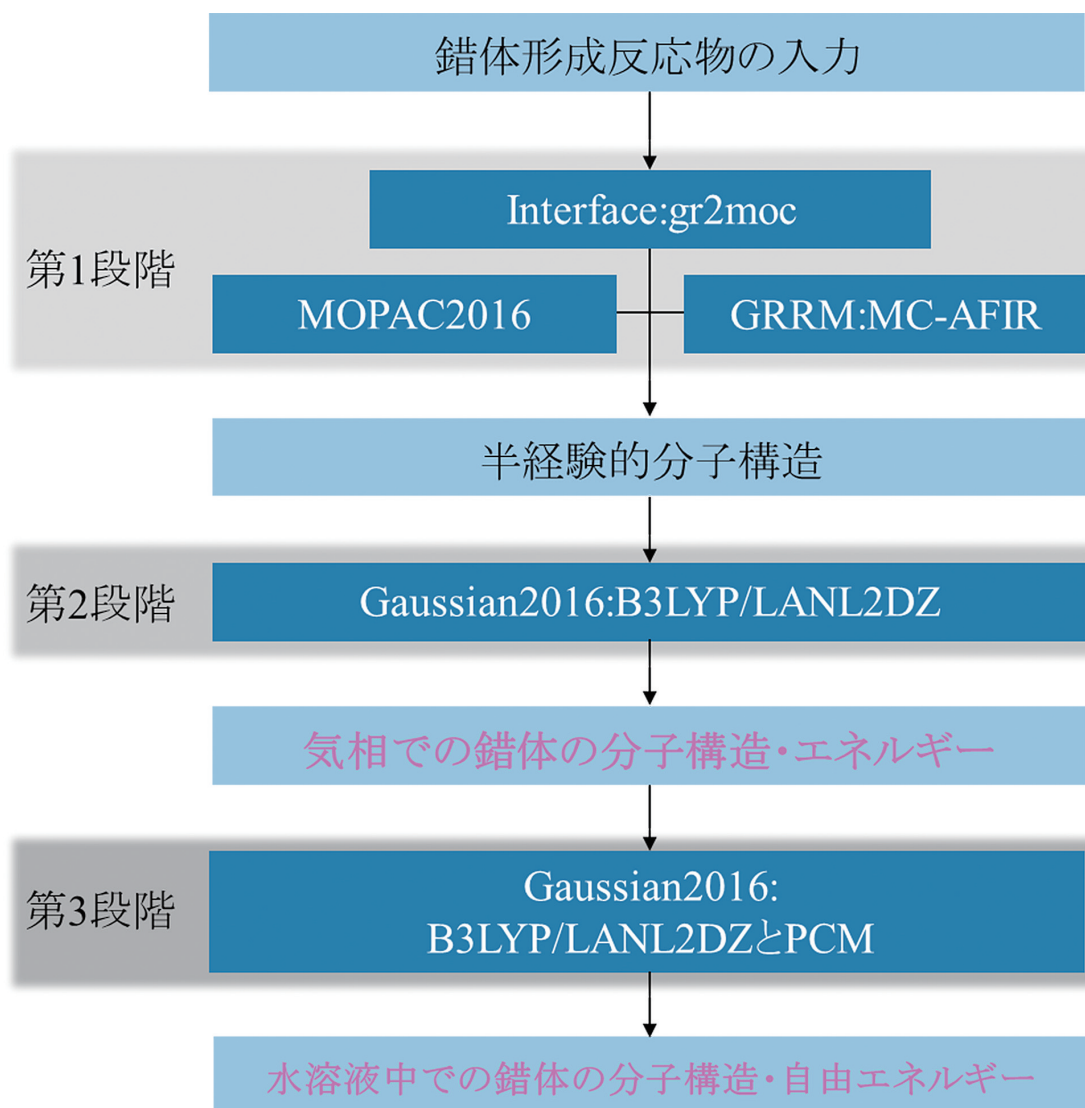 錯体形成反応物の入力
Interface:gr2moc
第1段階
MOPAC2016
GRRM:MC-AFIR
半経験的分子構造
第2段階
Gaussian2016:B3LYP/LANL2DZ
気相での錯体の分子構造・エネルギー
第3段階
Gaussian2016:
B3LYP/LANL2DZとPCM
水溶液中での錯体の分子構造・自由エネルギー